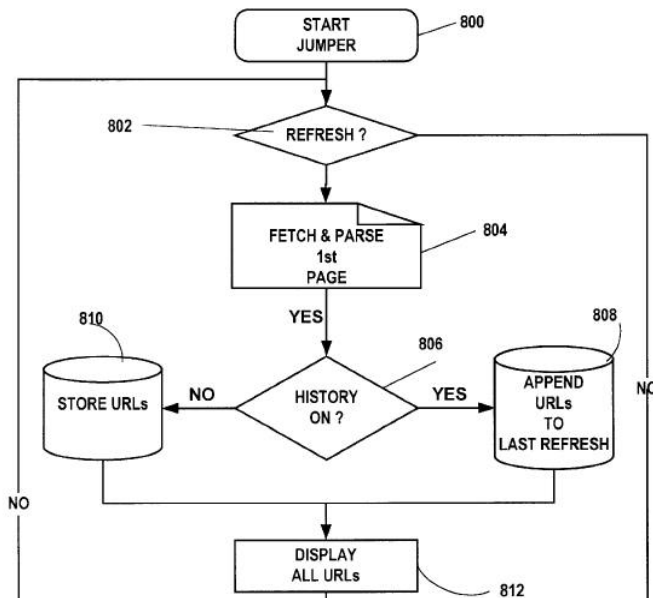 START
JUMPER
800
802
REFRESH ?
FETCH & PARSE
1st
PAGE
804
YES
810
806
808
STORE URLs
NO
HISTORY
ON ?
YES
APPEND
URLs
TO
LAST REFRESH
NO
NO
DISPLAY
ALL URLs
812